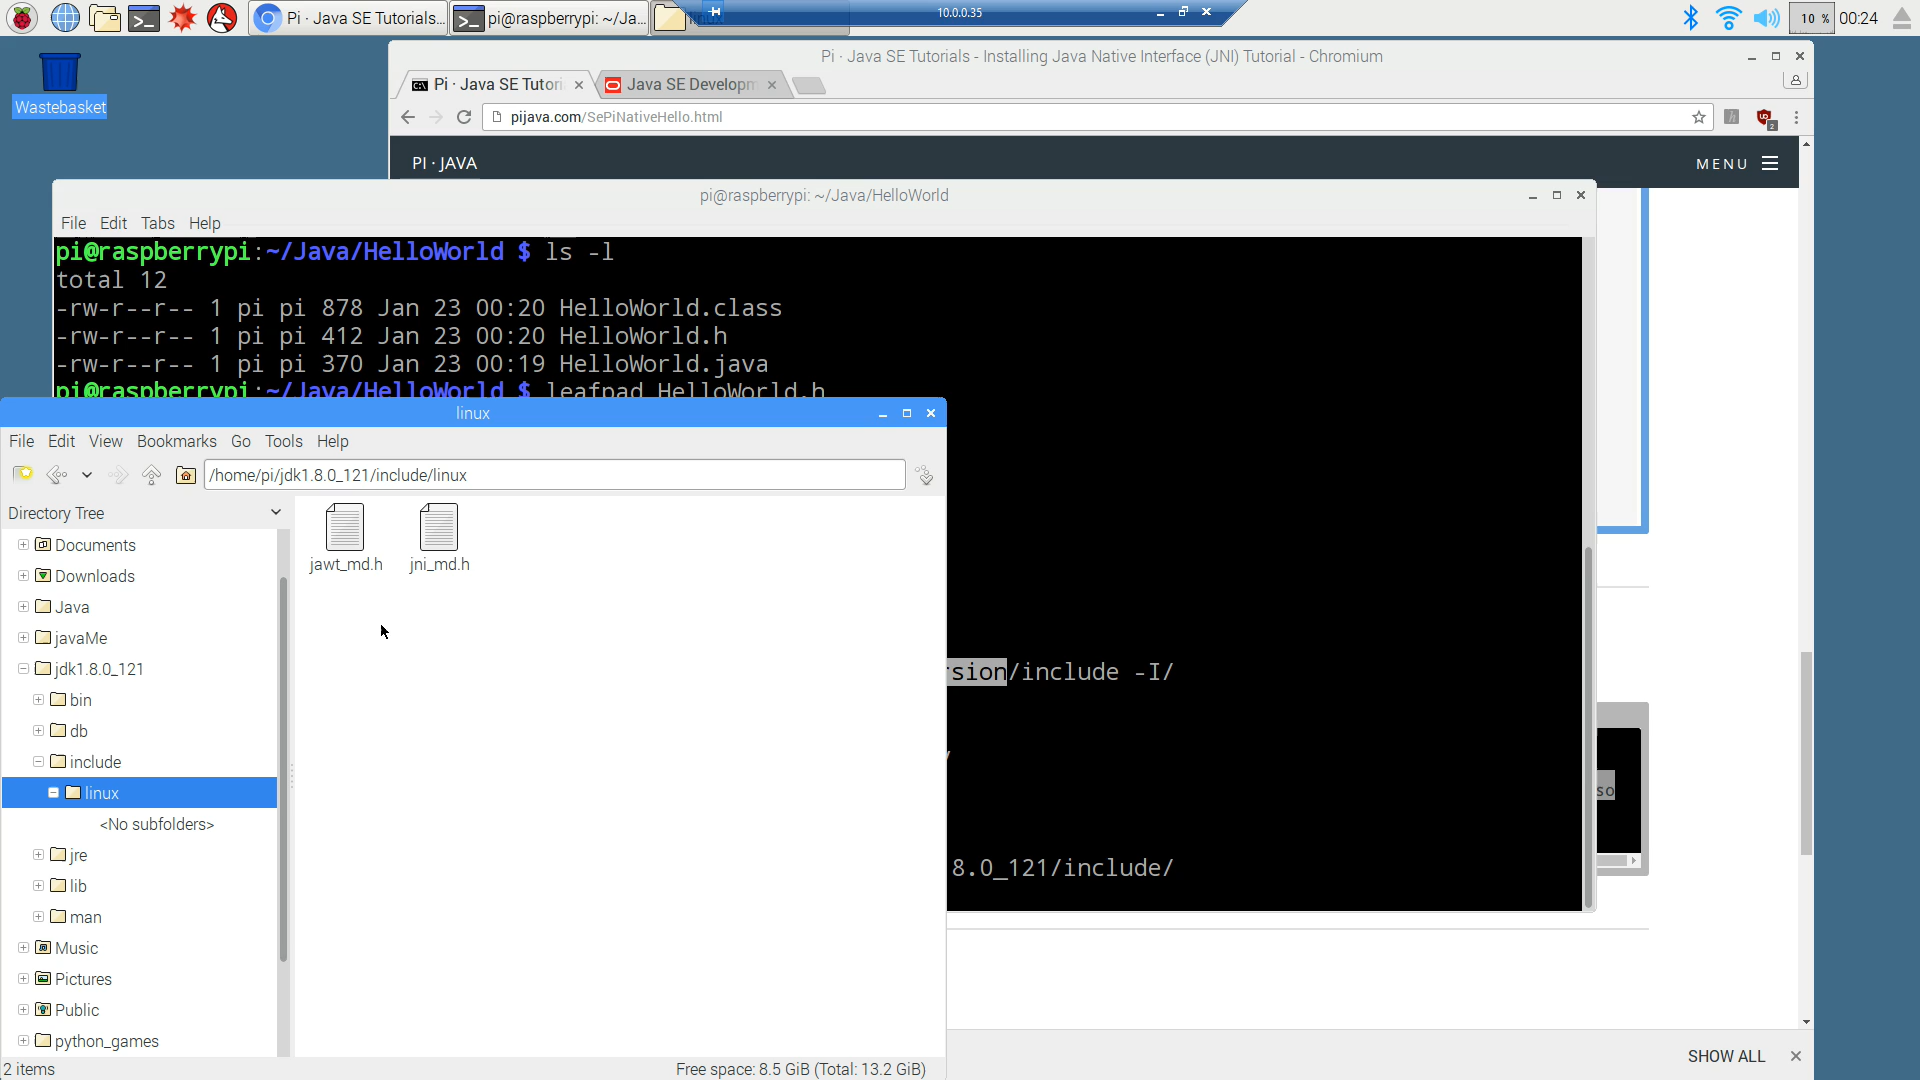 Pi · Java SE Tutorials...
pi@raspberrypi: ~/Ja...
10.0.0.35
10 %
00:24
Wastebasket
Pi · Java SE Tutorials - Installing Java Native Interface (JNI) Tutorial - Chromium
Pi · Java SE Tutori
Java SE Developm
pijava.com/SePiNativeHello.html
2
PI · JAVA
MENU
pi@raspberrypi: ~/Java/HelloWorld
File Edit Tabs Help
pi@raspberrypi:~/Java/HelloWorld $ ls -l
total 12
-rw-r--r-- 1 pi pi 878 Jan 23 00:20 HelloWorld.class
-rw-r--r-- 1 pi pi 412 Jan 23 00:20 HelloWorld.h
-rw-r--r-- 1 pi pi 370 Jan 23 00:19 HelloWorld.java
pi@raspberrypi:~/Java/HelloWorld $ leafpad HelloWorld.h
sion/include -I/
/
8.0_121/include/
so
linux
File Edit View Bookmarks Go Tools Help
/home/pi/jdk1.8.0_121/include/linux
Directory Tree
Documents
Downloads
Java
javaMe
jdk1.8.0_121
bin
db
include
linux
<No subfolders>
jre
lib
man
Music
Pictures
Public
python_games
jawt_md.h
jni_md.h
2 items
Free space: 8.5 GiB (Total: 13.2 GiB)
SHOW ALL